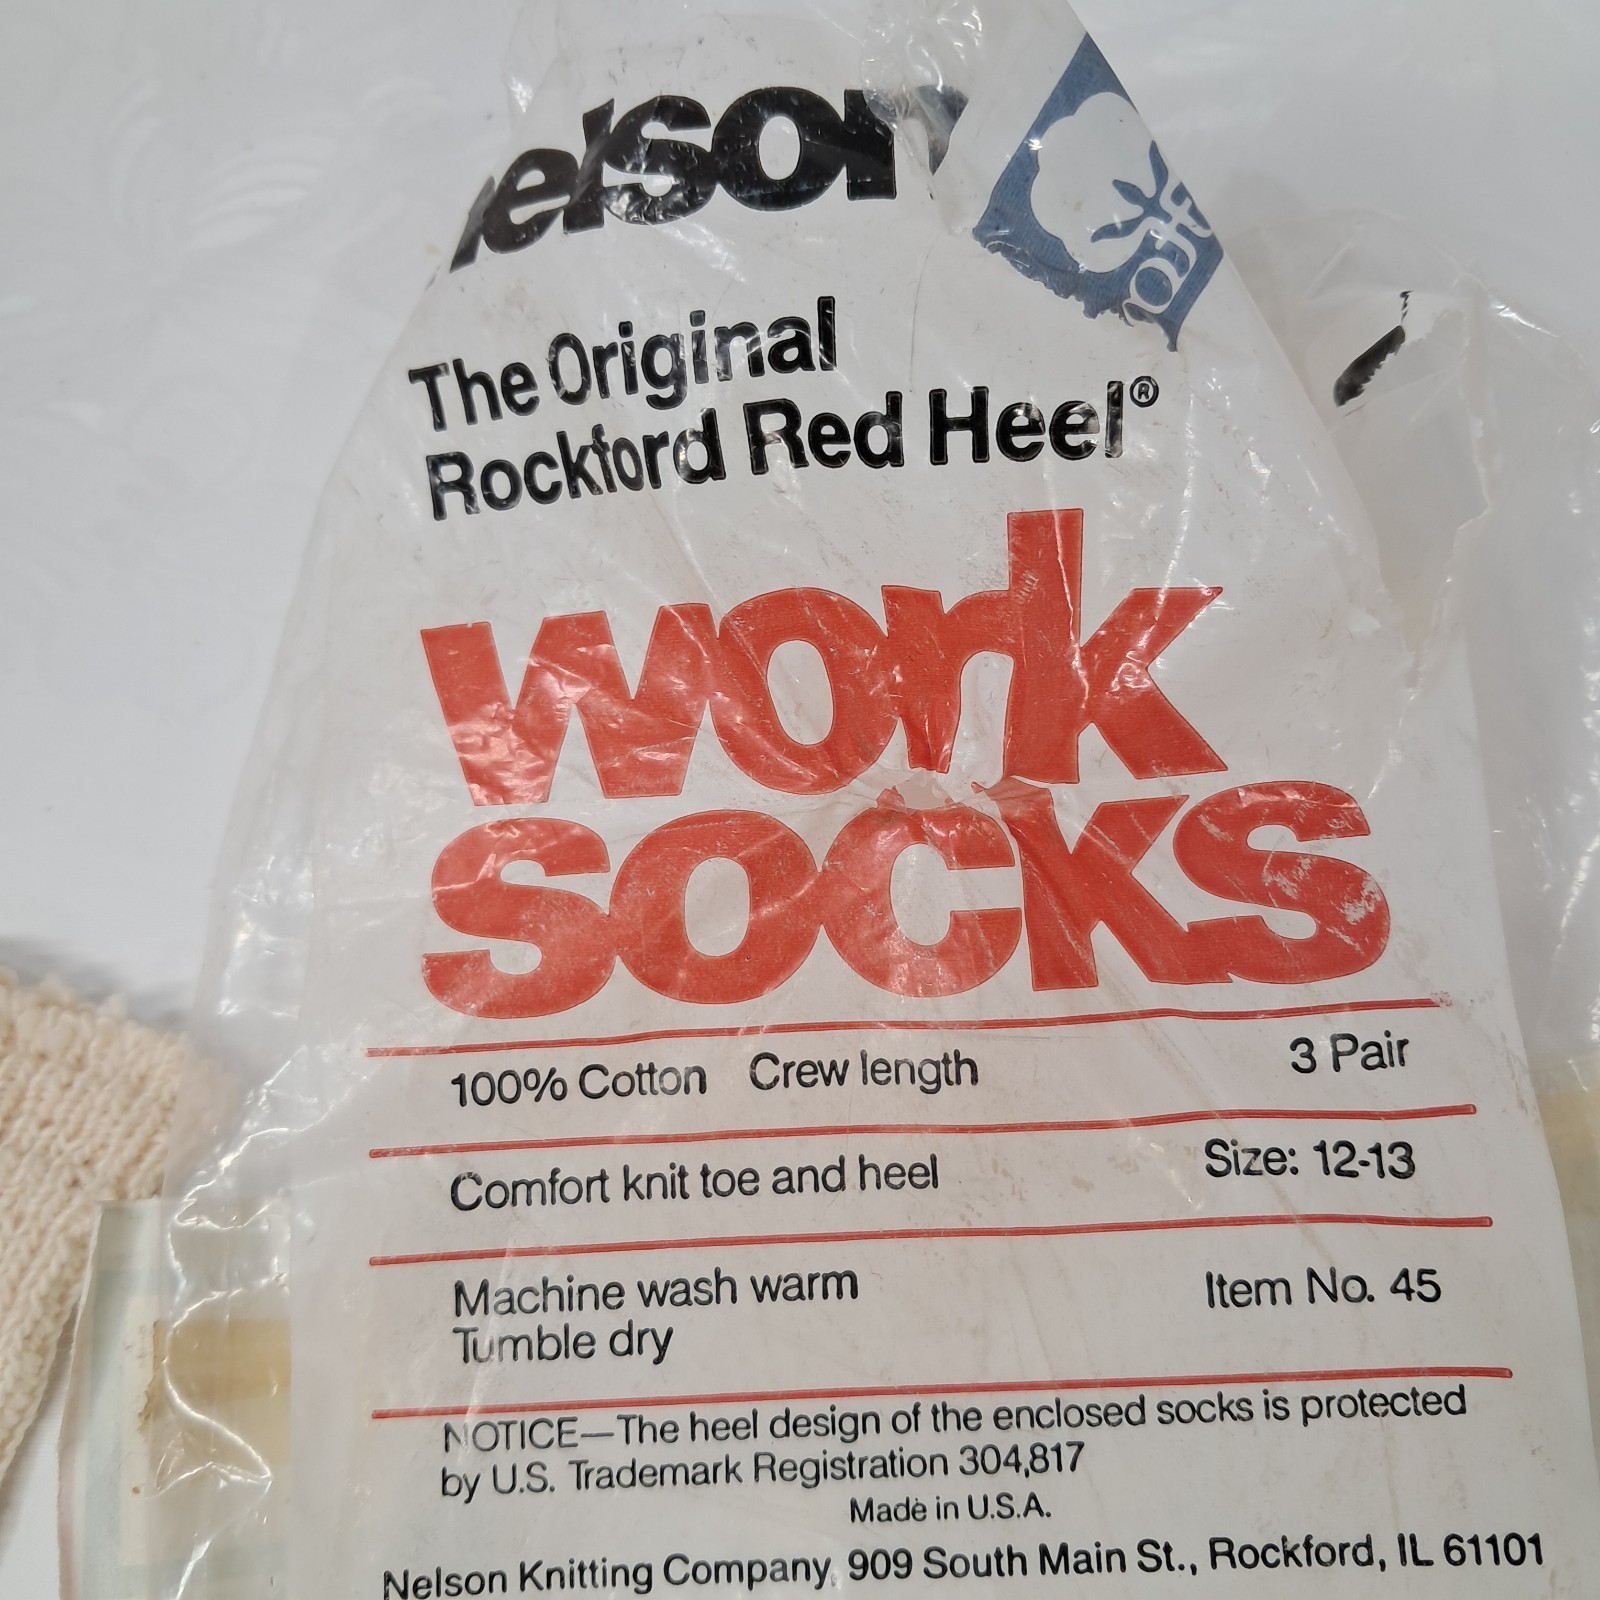 nelson
The Original
Rockford Red Heel®
work
socks
100% Cotton Crew length 3 Pair
Comfort knit toe and heel Size: 12-13
Machine wash warm Item No. 45
Tumble dry
NOTICE—The heel design of the enclosed socks is protected
by U.S. Trademark Registration 304,817
Made in U.S.A.
Nelson Knitting Company, 909 South Main St., Rockford, IL 61101